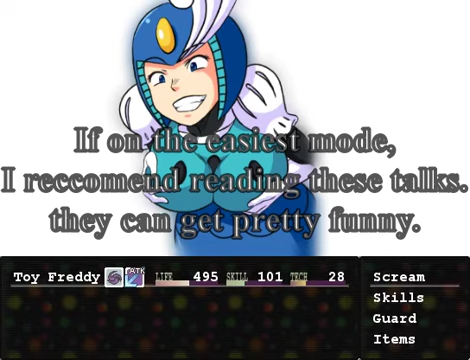 If on the easiest mode,
I reccomend reading these talks.
they can get pretty funny.
Toy Freddy ATK LIFE 495 SKILL 101 TECH 28
Scream
Skills
Guard
Items